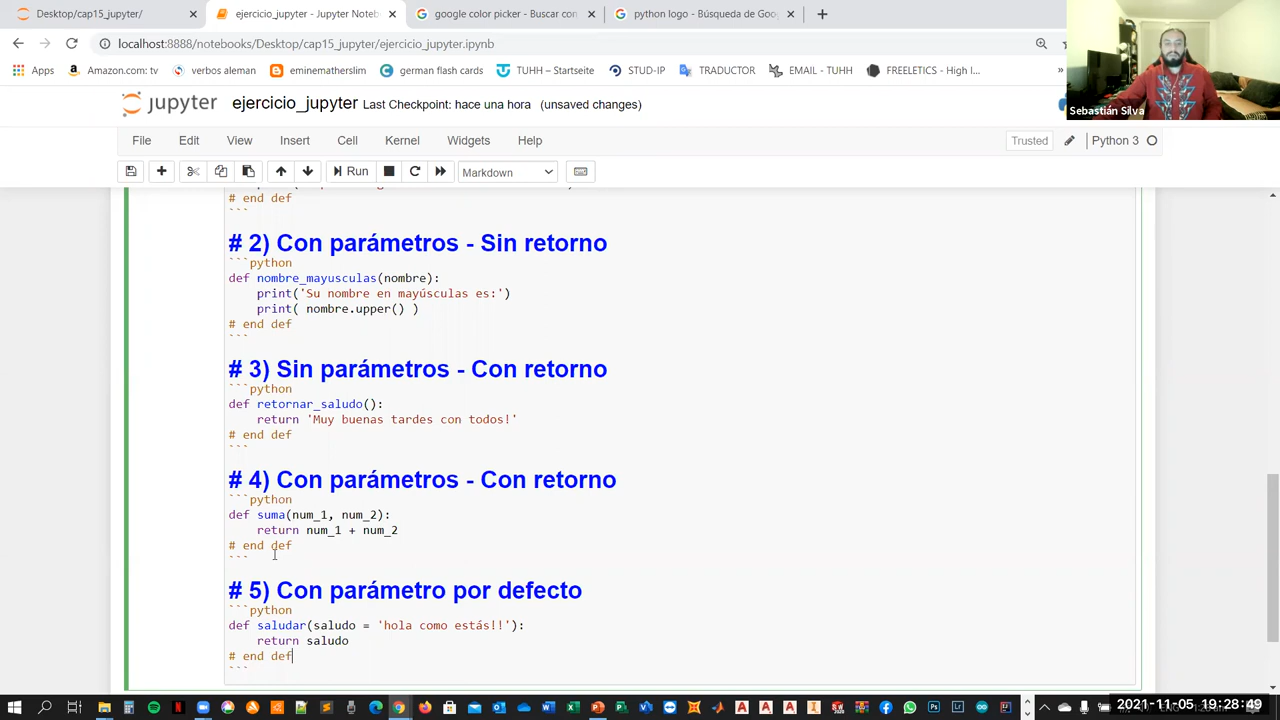 Desktop/cap15_jupyter/
ejercicio_jupyter - Jupyter Noteb
google color picker - Buscar con
python logo - Búsqueda de Goo
localhost:8888/notebooks/Desktop/cap15_jupyter/ejercicio_jupyter.ipynb
Apps
Amazon.com: tv
verbos aleman
eminematherslim
german flash cards
TUHH – Startseite
STUD-IP
TRADUCTOR
EMAIL - TUHH
FREELETICS - High I...
»
Sebastián Silva
jupyter
ejercicio_jupyter Last Checkpoint: hace una hora (unsaved changes)
File Edit View Insert Cell Kernel Widgets Help
Trusted
Python 3
Run
Markdown
# end def
```
# 2) Con parámetros - Sin retorno
```python
def nombre_mayusculas(nombre):
print('Su nombre en mayúsculas es:')
print( nombre.upper() )
# end def
```
# 3) Sin parámetros - Con retorno
```python
def retornar_saludo():
return 'Muy buenas tardes con todos!'
# end def
```
# 4) Con parámetros - Con retorno
```python
def suma(num_1, num_2):
return num_1 + num_2
# end def
```
# 5) Con parámetro por defecto
```python
def saludar(saludo = 'hola como estás!!'):
return saludo
# end def
```
2021-11-05 19:28:49